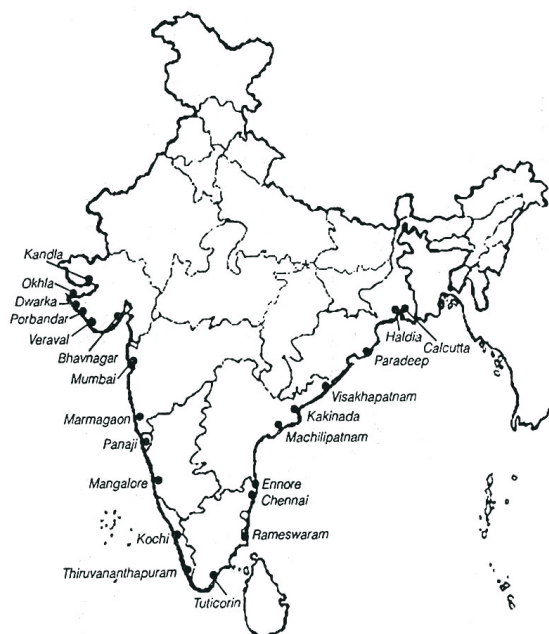 Kandla
Okhla
Dwarka
Porbandar
Veraval
Bhavnagar
Mumbai
Marmagaon
Panaji
Mangalore
Kochi
Thiruvananthapuram
Tuticorin
Rameswaram
Chennai
Ennore
Machilipatnam
Kakinada
Visakhapatnam
Paradeep
Haldia
Calcutta